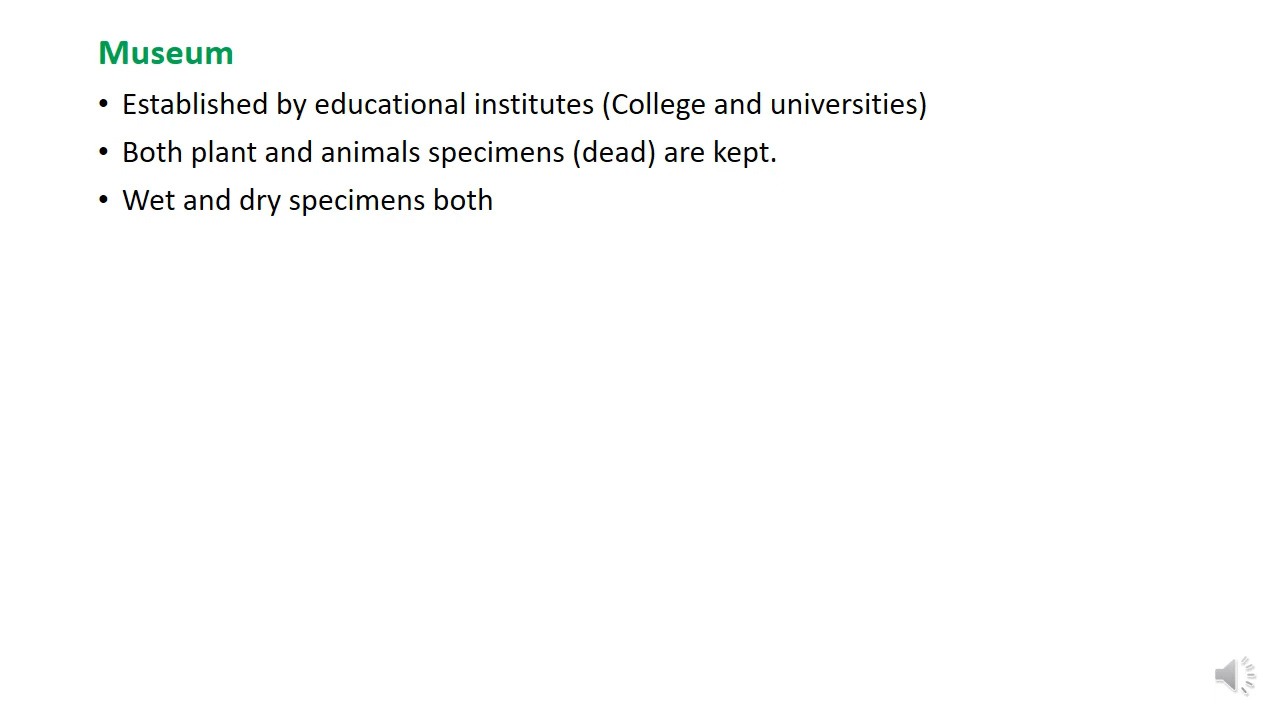 Museum
• Established by educational institutes (College and universities)
• Both plant and animals specimens (dead) are kept.
• Wet and dry specimens both